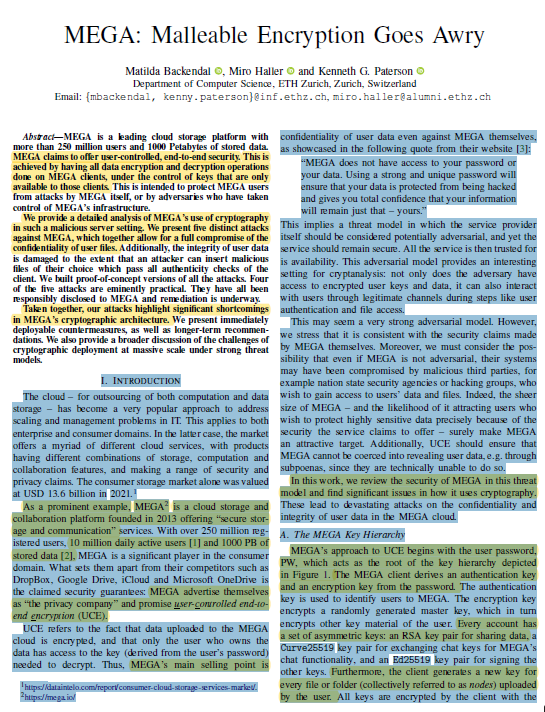 MEGA: Malleable Encryption Goes Awry
Matilda Backendal, Miro Haller and Kenneth G. Paterson
Department of Computer Science, ETH Zurich, Zurich, Switzerland
Email: {mbackendal, kenny.paterson}@inf.ethz.ch, miro.haller@alumni.ethz.ch
Abstract—MEGA is a leading cloud storage platform with
more than 250 million users and 1000 Petabytes of stored data.
MEGA claims to offer user-controlled, end-to-end security. This is
achieved by having all data encryption and decryption operations
done on MEGA clients, under the control of keys that are only
available to those clients. This is intended to protect MEGA users
from attacks by MEGA itself, or by adversaries who have taken
control of MEGA's infrastructure.
We provide a detailed analysis of MEGA's use of cryptography
in such a malicious server setting. We present five distinct attacks
against MEGA, which together allow for a full compromise of the
confidentiality of user files. Additionally, the integrity of user data
is damaged to the extent that an attacker can insert malicious
files of their choice which pass all authenticity checks of the
client. We built proof-of-concept versions of all the attacks. Four
of the five attacks are eminently practical. They have all been
responsibly disclosed to MEGA and remediation is underway.
Taken together, our attacks highlight significant shortcomings
in MEGA's cryptographic architecture. We present immediately
deployable countermeasures, as well as longer-term recommen-
dations. We also provide a broader discussion of the challenges of
cryptographic deployment at massive scale under strong threat
models.
I. INTRODUCTION
The cloud – for outsourcing of both computation and data
storage – has become a very popular approach to address
scaling and management problems in IT. This applies to both
enterprise and consumer domains. In the latter case, the market
offers a myriad of different cloud services, with products
having different combinations of storage, computation and
collaboration features, and making a range of security and
privacy claims. The consumer storage market alone was valued
at USD 13.6 billion in 2021.1
As a prominent example, MEGA2 is a cloud storage and
collaboration platform founded in 2013 offering "secure stor-
age and communication" services. With over 250 million reg-
istered users, 10 million daily active users [1] and 1000 PB of
stored data [2], MEGA is a significant player in the consumer
domain. What sets them apart from their competitors such as
DropBox, Google Drive, iCloud and Microsoft OneDrive is
the claimed security guarantees: MEGA advertise themselves
as "the privacy company" and promise user-controlled end-to-
end encryption (UCE).
UCE refers to the fact that data uploaded to the MEGA
cloud is encrypted, and that only the user who owns the
data has access to the key (derived from the user's password)
needed to decrypt. Thus, MEGA's main selling point is
1https://dataintelo.com/report/consumer-cloud-storage-services-market/.
2https://mega.io/
confidentiality of user data even against MEGA themselves,
as showcased in the following quote from their website [3]:
"MEGA does not have access to your password or
your data. Using a strong and unique password will
ensure that your data is protected from being hacked
and gives you total confidence that your information
will remain just that – yours."
This implies a threat model in which the service provider
itself should be considered potentially adversarial, and yet the
service should remain secure. All the service is then trusted for
is availability. This adversarial model provides an interesting
setting for cryptanalysis: not only does the adversary have
access to encrypted user keys and data, it can also interact
with users through legitimate channels during steps like user
authentication and file access.
This may seem a very strong adversarial model. However,
we stress that it is consistent with the security claims made
by MEGA themselves. Moreover, we must consider the pos-
sibility that even if MEGA is not adversarial, their systems
may have been compromised by malicious third parties, for
example nation state security agencies or hacking groups, who
wish to gain access to users' data and files. Indeed, the sheer
size of MEGA – and the likelihood of it attracting users who
wish to protect highly sensitive data precisely because of the
security the service claims to offer – surely make MEGA
an attractive target. Additionally, UCE should ensure that
MEGA cannot be coerced into revealing user data, e.g. through
subpoenas, since they are technically unable to do so.
In this work, we review the security of MEGA in this threat
model and find significant issues in how it uses cryptography.
These lead to devastating attacks on the confidentiality and
integrity of user data in the MEGA cloud.
A. The MEGA Key Hierarchy
MEGA's approach to UCE begins with the user password,
PW, which acts as the root of the key hierarchy depicted
in Figure 1. The MEGA client derives an authentication key
and an encryption key from the password. The authentication
key is used to identify users to MEGA. The encryption key
encrypts a randomly generated master key, which in turn
encrypts other key material of the user. Every account has
a set of asymmetric keys: an RSA key pair for sharing data, a
Curve25519 key pair for exchanging chat keys for MEGA's
chat functionality, and an Ed25519 key pair for signing the
other keys. Furthermore, the client generates a new key for
every file or folder (collectively referred to as nodes) uploaded
by the user. All keys are encrypted by the client with the